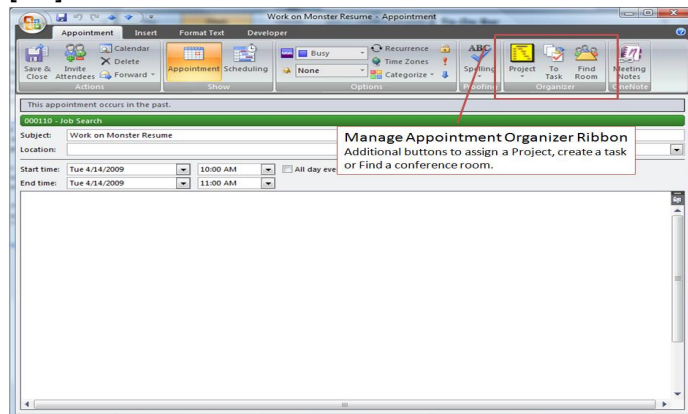 Work on Monster Resume - Appointment
Appointment Insert Format Text Developer
Save & Close
Invite Attendees
Calendar
Delete
Forward
Actions
Appointment
Scheduling
Show
Busy
None
Recurrence
Time Zones
Categorize
Options
ABC
Spelling
Proofing
Project
To Task
Find Room
Organizer
Meeting Notes
OneNote
This appointment occurs in the past.
000110 - Job Search
Subject: Work on Monster Resume
Location:
Manage Appointment Organizer Ribbon
Additional buttons to assign a Project, create a task
or Find a conference room.
Start time: Tue 4/14/2009 10:00 AM All day eve
End time: Tue 4/14/2009 11:00 AM